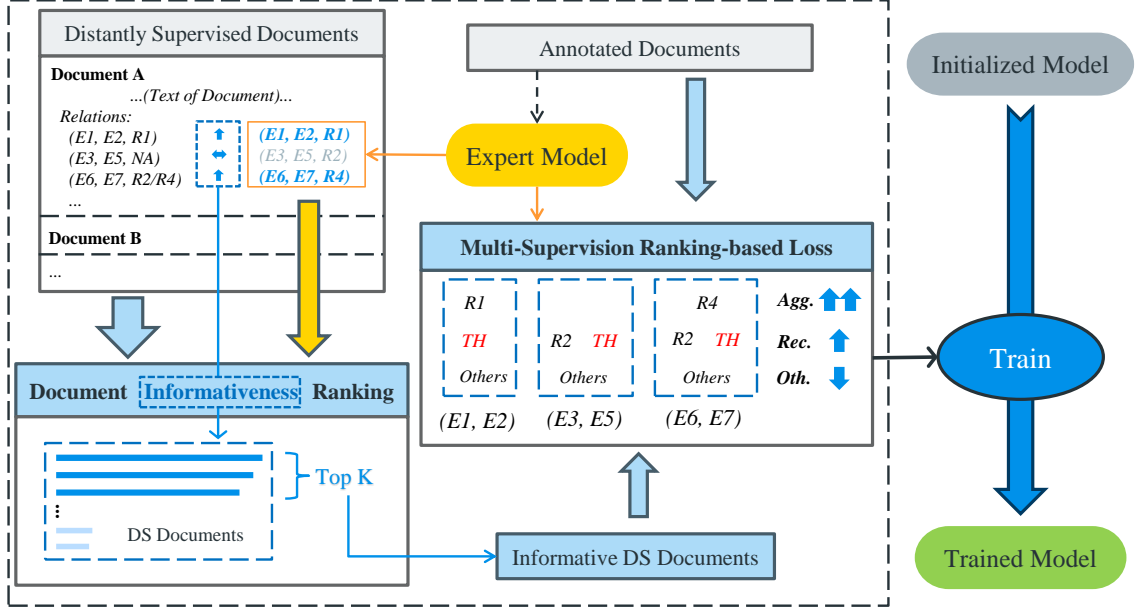 Distantly Supervised Documents
Document A
...(Text of Document)...
Relations:
(E1, E2, R1)
(E3, E5, NA)
(E6, E7, R2/R4)
...
(E1, E2, R1)
(E3, E5, R2)
(E6, E7, R4)
Document B
...
Annotated Documents
Expert Model
Multi-Supervision Ranking-based Loss
R1
TH
Others
(E1, E2)
R2 TH
Others
(E3, E5)
R4
R2 TH
Others
(E6, E7)
Agg.
Rec.
Oth.
Document Informativeness Ranking
Top K
DS Documents
Informative DS Documents
Initialized Model
Train
Trained Model